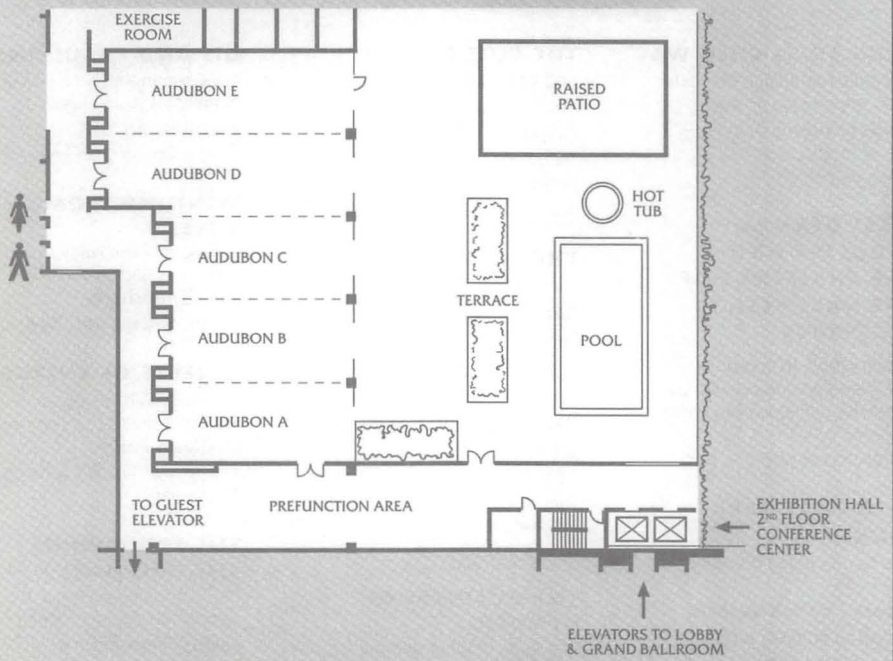 EXERCISE
ROOM
AUDUBON E
RAISED
PATIO
AUDUBON D
HOT
TUB
AUDUBON C
TERRACE
AUDUBON B
POOL
AUDUBON A
TO GUEST
ELEVATOR
PREFUNCTION AREA
EXHIBITION HALL
2ND FLOOR
CONFERENCE
CENTER
ELEVATORS TO LOBBY
& GRAND BALLROOM